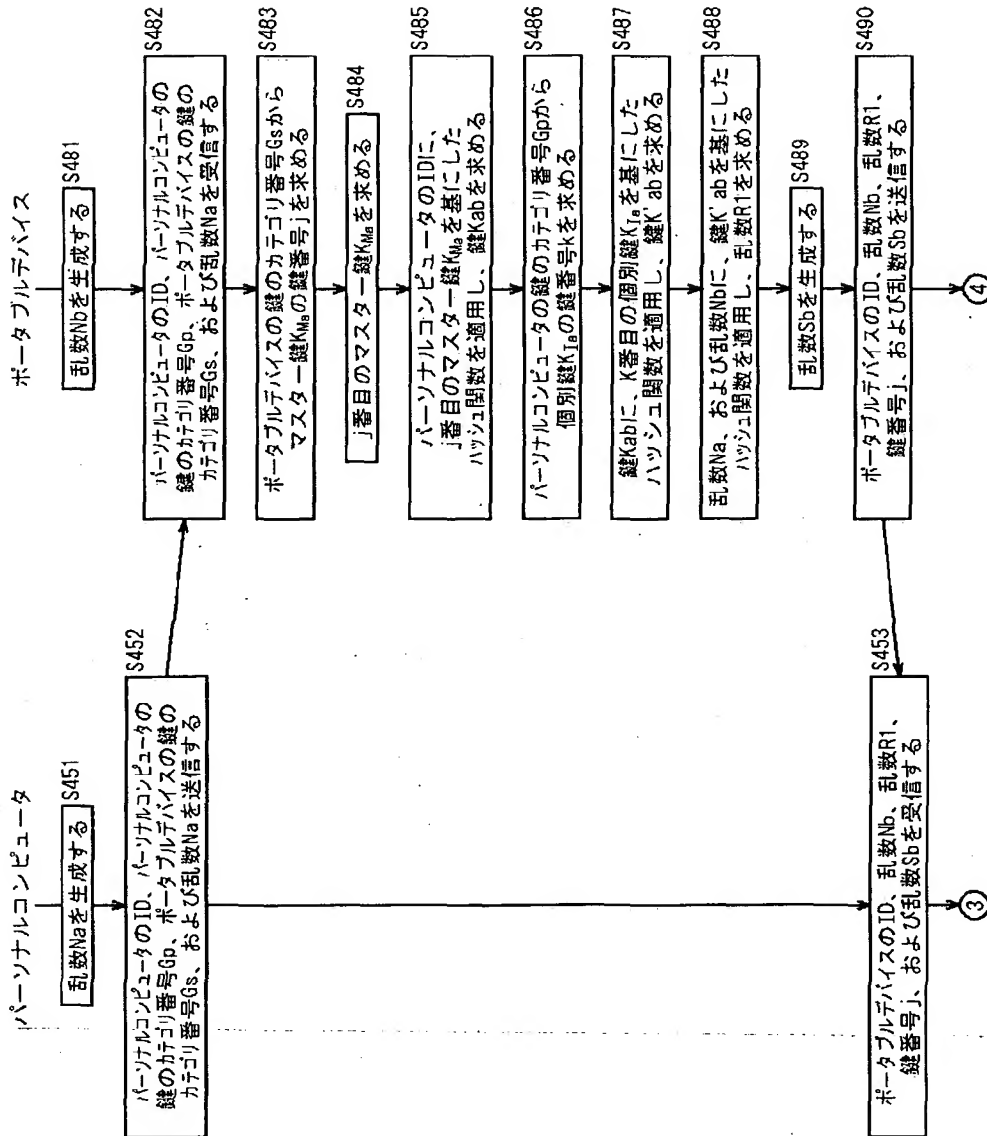 パーソナルコンピュータ
乱数Naを生成する
S451
パーソナルコンピュータのID、パーソナルコンピュータの
鍵のカテゴリ番号Gp、ポータブルデバイスの鍵の
カテゴリ番号Gs、および乱数Naを送信する
S452
ポータブルデバイスのID、乱数Nb、乱数R1、
鍵番号j、および乱数Sbを受信する
S453
3
ポータブルデバイス
乱数Nbを生成する
S481
パーソナルコンピュータのID、パーソナルコンピュータの
鍵のカテゴリ番号Gp、ポータブルデバイスの鍵の
カテゴリ番号Gs、および乱数Naを受信する
S482
ポータブルデバイスの鍵のカテゴリ番号Gsから
マスター鍵KMaの鍵番号jを求める
S483
j番目のマスター鍵KMaを求める
S484
パーソナルコンピュータのIDに、
j番目のマスター鍵KMaを基にした
ハッシュ関数を適用し、鍵Kabを求める
S485
パーソナルコンピュータの鍵のカテゴリ番号Gpから
個別鍵KIaの鍵番号kを求める
S486
鍵Kabに、K番目の個別鍵KIaを基にした
ハッシュ関数を適用し、鍵K'abを求める
S487
乱数Na、および乱数Nbに、鍵K'abを基にした
ハッシュ関数を適用し、乱数R1を求める
S488
乱数Sbを生成する
S489
ポータブルデバイスのID、乱数Nb、乱数R1、
鍵番号j、および乱数Sbを送信する
S490
4